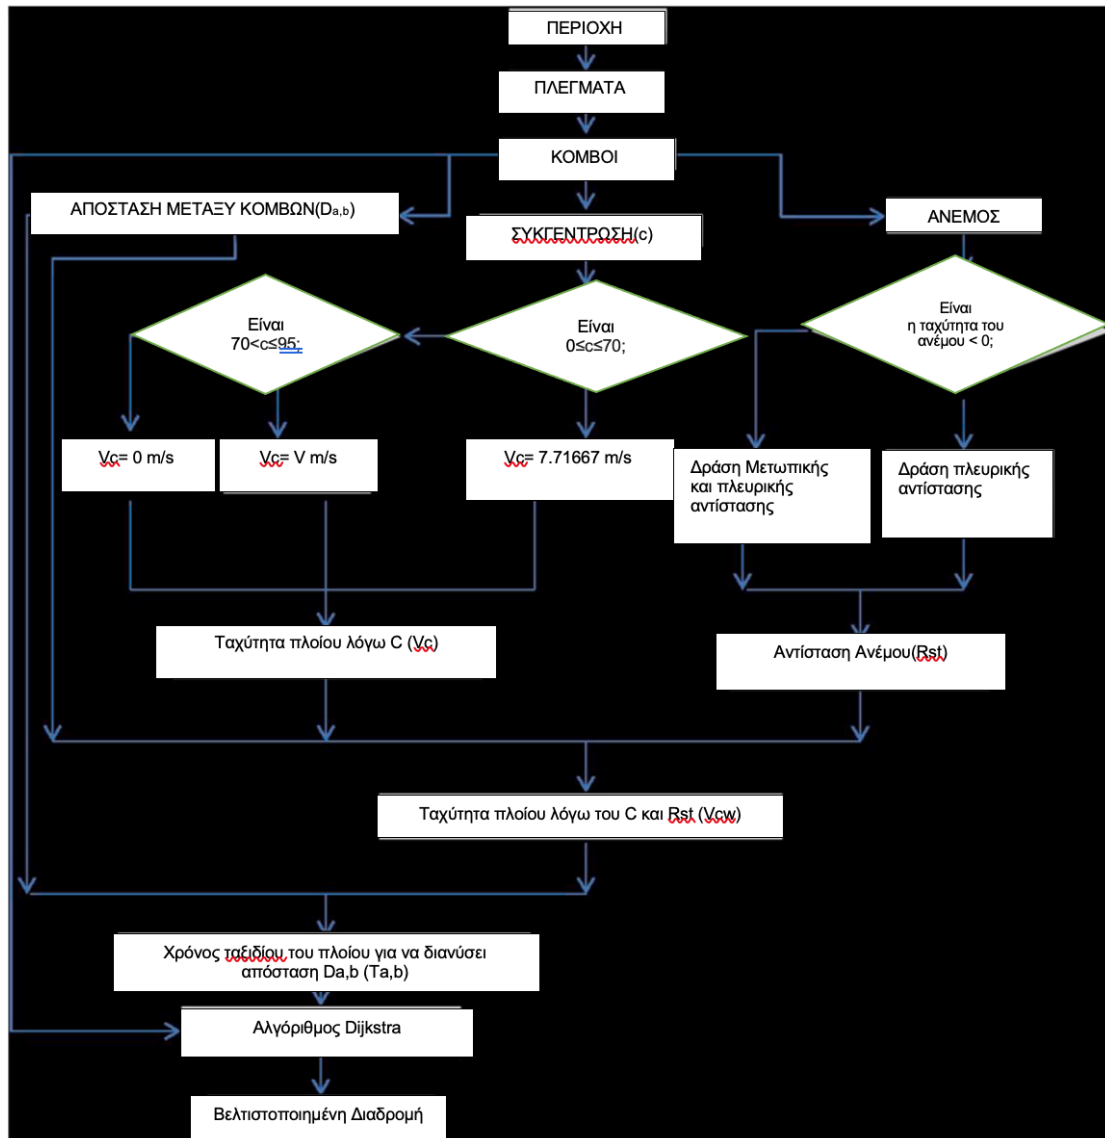 ΠΕΡΙΟΧΗ
ΠΛΕΓΜΑΤΑ
ΚΟΜΒΟΙ
ΑΠΟΣΤΑΣΗ ΜΕΤΑΞΥ ΚΟΜΒΩΝ(Da,b)
ΣΥΚΓΕΝΤΡΩΣΗ(c)
ΑΝΕΜΟΣ
Είναι
70<c≤95;
Είναι
0≤c≤70;
Είναι
η ταχύτητα του
ανέμου < 0;
Vc= 0 m/s
Vc= V m/s
Vc= 7.71667 m/s
Δράση Μετωπικής
και πλευρικής
αντίστασης
Δράση πλευρικής
αντίστασης
Ταχύτητα πλοίου λόγω C (Vc)
Αντίσταση Ανέμου(Rst)
Ταχύτητα πλοίου λόγω του C και Rst (Vcw)
Χρόνος ταξιδίου του πλοίου για να διανύσει
απόσταση Da,b (Ta,b)
Αλγόριθμος Dijkstra
Βελτιστοποιημένη Διαδρομή